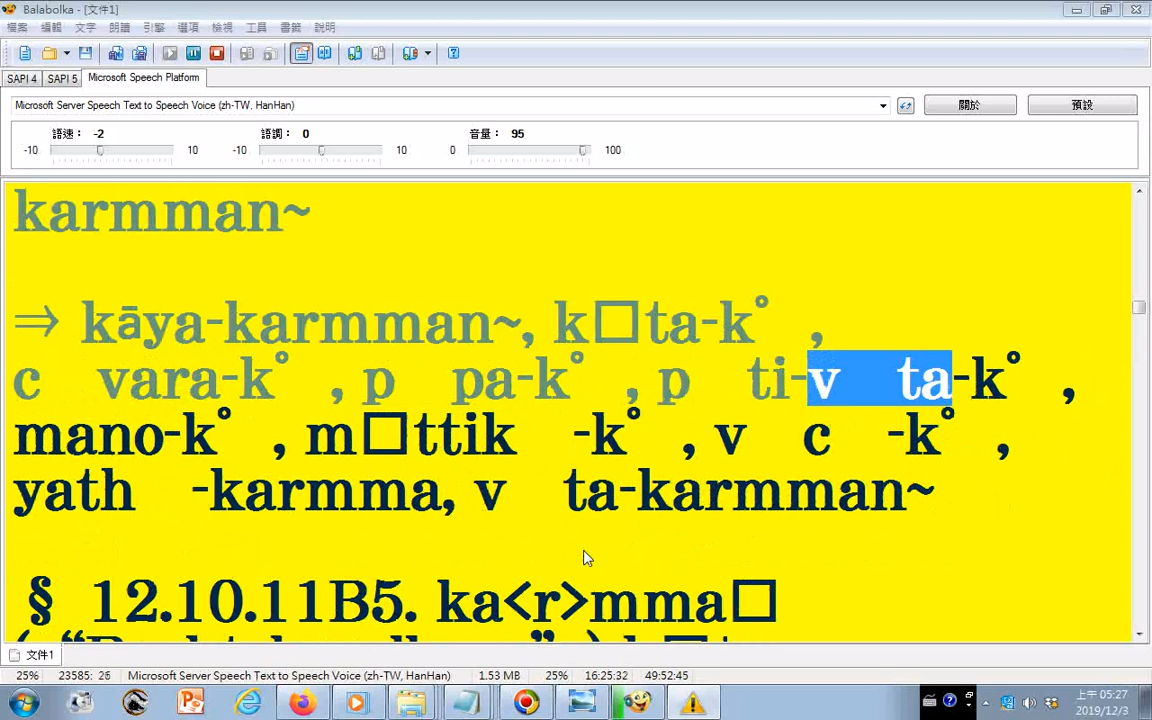 Balabolka - [文件1]
檔案 編輯 文字 朗讀 引擎 選項 檢視 工具 書籤 說明
SAPI 4 SAPI 5 Microsoft Speech Platform
Microsoft Server Speech Text to Speech Voice (zh-TW, HanHan) 關於 預設
語速： -2 語調： 0 音量： 95
-10 10 -10 10 0 100
karmman~
⇒ kāya-karmman~, k□ta-k° ,
c vara-k° , p pa-k° , p ti-v ta-k° ,
mano-k° , m□ttik -k° , v c -k° ,
yath -karmma, v ta-karmman~
§ 12.10.11B5. ka<r>mma□
文件1
25% 23585: 26 Microsoft Server Speech Text to Speech Voice (zh-TW, HanHan) 1.53 MB 25% 16:25:32 49:52:45
上午 05:27
2019/12/3